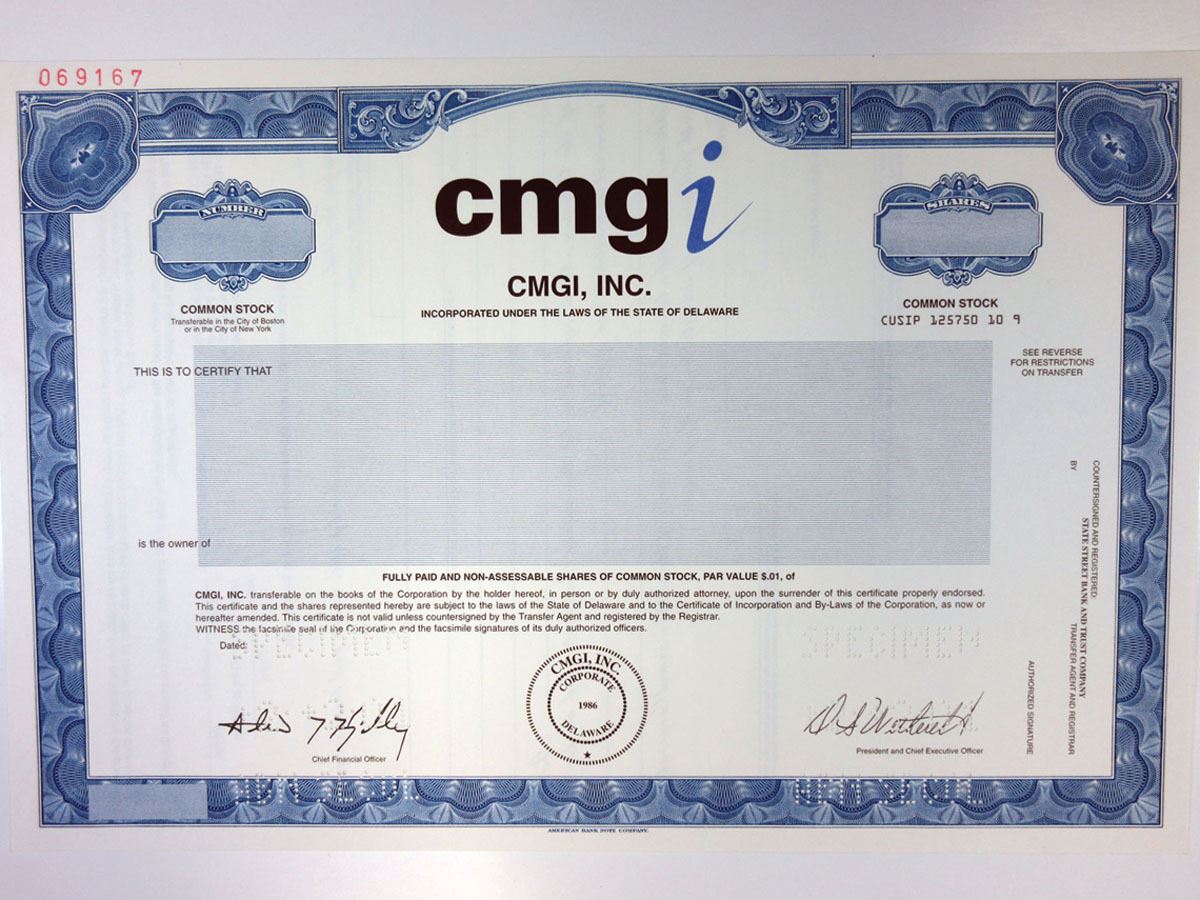 069167
NUMBER
SHARES
cmgi
CMGI, INC.
INCORPORATED UNDER THE LAWS OF THE STATE OF DELAWARE
COMMON STOCK
Transferable in the City of Boston
or in the City of New York
COMMON STOCK
CUSIP 125750 10 9
SEE REVERSE
FOR RESTRICTIONS
ON TRANSFER
THIS IS TO CERTIFY THAT
is the owner of
FULLY PAID AND NON-ASSESSABLE SHARES OF COMMON STOCK, PAR VALUE $.01, of
CMGI, INC. transferable on the books of the Corporation by the holder hereof, in person or by duly authorized attorney, upon the surrender of this certificate properly endorsed.
This certificate and the shares represented hereby are subject to the laws of the State of Delaware and to the Certificate of Incorporation and By-Laws of the Corporation, as now or
hereafter amended. This certificate is not valid unless countersigned by the Transfer Agent and registered by the Registrar.
WITNESS the facsimile seal of the Corporation and the facsimile signatures of its duly authorized officers.
Dated:
SPECIMEN
SPECIMEN
CMGI, INC.
CORPORATE
1986
DELAWARE
Chief Financial Officer
President and Chief Executive Officer
COUNTERSIGNED AND REGISTERED:
STATE STREET BANK AND TRUST COMPANY
BY
TRANSFER AGENT AND REGISTRAR
AUTHORIZED SIGNATURE
AMERICAN BANK NOTE COMPANY.